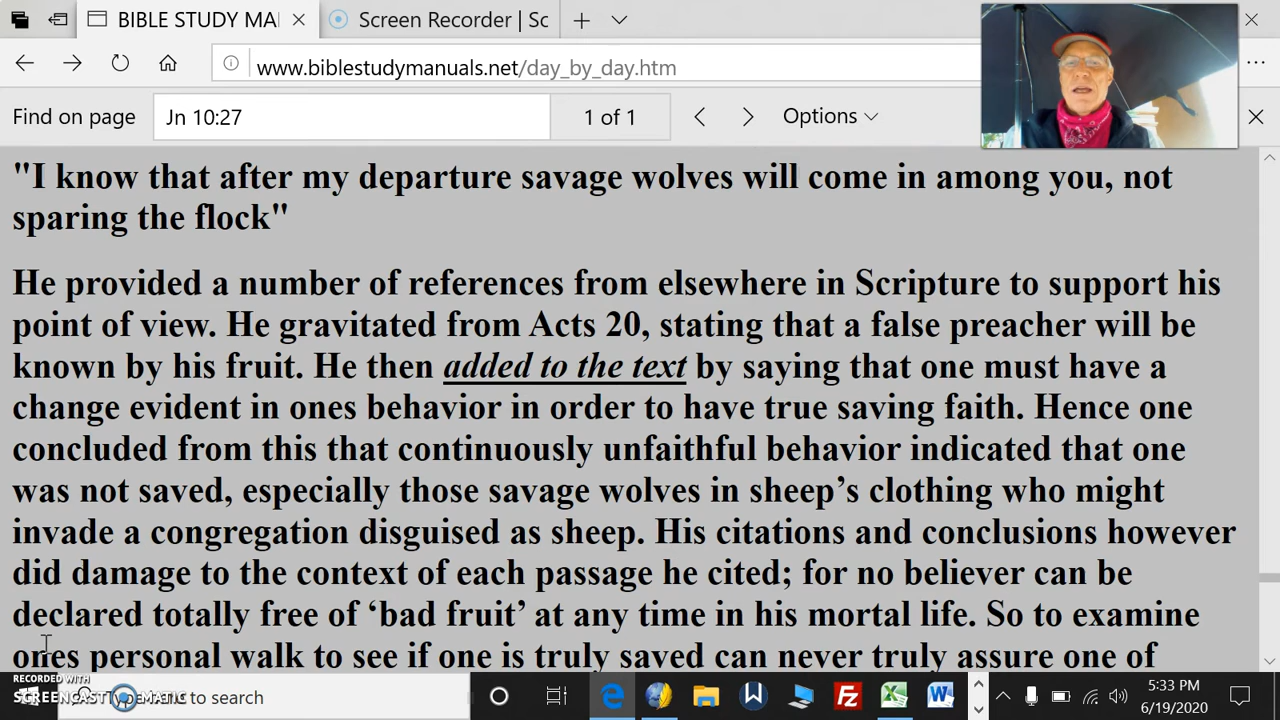 BIBLE STUDY MA
Screen Recorder | Sc
www.biblestudymanuals.net/day_by_day.htm
Find on page
Jn 10:27
1 of 1
Options
"I know that after my departure savage wolves will come in among you, not
sparing the flock"
He provided a number of references from elsewhere in Scripture to support his
point of view. He gravitated from Acts 20, stating that a false preacher will be
known by his fruit. He then added to the text by saying that one must have a
change evident in ones behavior in order to have true saving faith. Hence one
concluded from this that continuously unfaithful behavior indicated that one
was not saved, especially those savage wolves in sheep’s clothing who might
invade a congregation disguised as sheep. His citations and conclusions however
did damage to the context of each passage he cited; for no believer can be
declared totally free of ‘bad fruit’ at any time in his mortal life. So to examine
ones personal walk to see if one is truly saved can never truly assure one of
RECORDED WITH
SCREENCAST MATIC
Type here to search
5:33 PM
6/19/2020